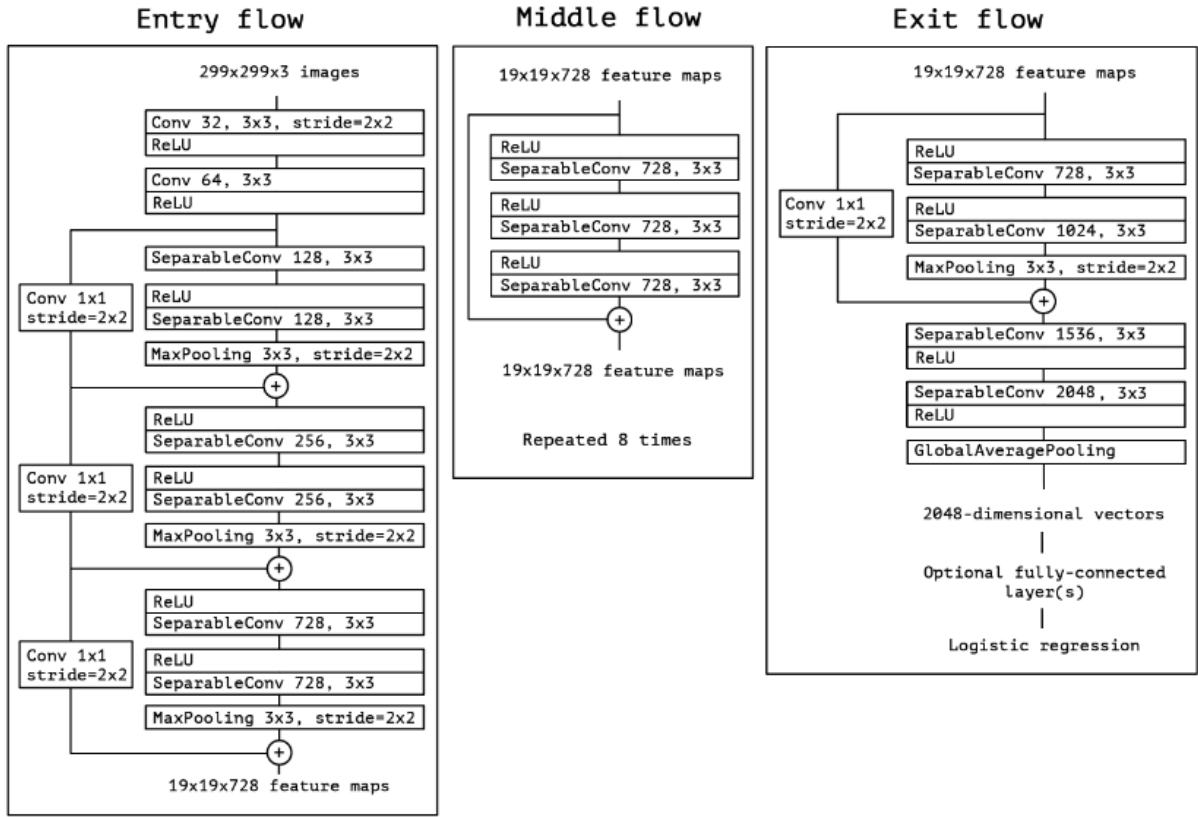 Entry flow
299x299x3 images
Conv 32, 3x3, stride=2x2
ReLU
Conv 64, 3x3
ReLU
SeparableConv 128, 3x3
Conv 1x1
stride=2x2
ReLU
SeparableConv 128, 3x3
MaxPooling 3x3, stride=2x2
+
ReLU
SeparableConv 256, 3x3
Conv 1x1
stride=2x2
ReLU
SeparableConv 256, 3x3
MaxPooling 3x3, stride=2x2
+
ReLU
SeparableConv 728, 3x3
Conv 1x1
stride=2x2
ReLU
SeparableConv 728, 3x3
MaxPooling 3x3, stride=2x2
+
19x19x728 feature maps
Middle flow
19x19x728 feature maps
ReLU
SeparableConv 728, 3x3
ReLU
SeparableConv 728, 3x3
ReLU
SeparableConv 728, 3x3
+
19x19x728 feature maps
Repeated 8 times
Exit flow
19x19x728 feature maps
ReLU
SeparableConv 728, 3x3
Conv 1x1
stride=2x2
ReLU
SeparableConv 1024, 3x3
MaxPooling 3x3, stride=2x2
+
SeparableConv 1536, 3x3
ReLU
SeparableConv 2048, 3x3
ReLU
GlobalAveragePooling
2048-dimensional vectors
Optional fully-connected
layer(s)
Logistic regression